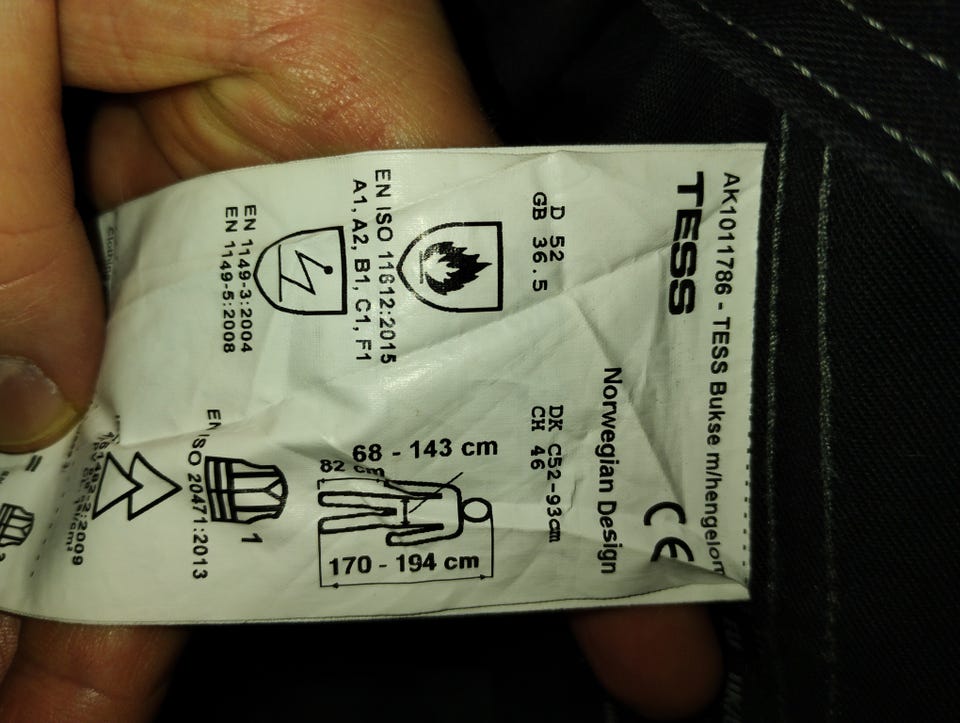 AK1011786 - TESS Bukse m/hengelom
TESS
CE
Norwegian Design
D 52
GB 36.5
DK C52-93cm
CH 46
EN ISO 11612:2015
A1, A2, B1, C1, F1
68 - 143 cm
82 cm
170 - 194 cm
EN 1149-3:2004
EN 1149-5:2008
1
EN ISO 20471:2013